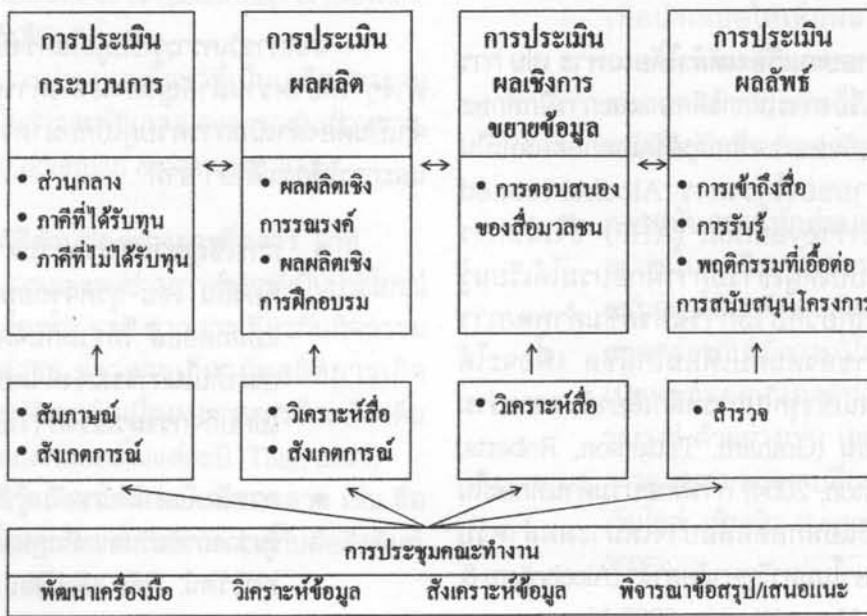 การประเมิน
กระบวนการ
การประเมิน
ผลผลิต
การประเมิน
ผลเชิงการ
ขยายข้อมูล
การประเมิน
ผลลัพธ์
• ส่วนกลาง
• ภาคีที่ได้รับทุน
• ภาคีที่ไม่ได้รับทุน
• ผลผลิตเชิง
การรณรงค์
• ผลผลิตเชิง
การฝึกอบรม
• การตอบสนอง
ของสื่อมวลชน
• การเข้าถึงสื่อ
• การรับรู้
• พฤติกรรมที่เอื้อต่อ
การสนับสนุนโครงการ
• สัมภาษณ์
• สังเกตการณ์
• วิเคราะห์สื่อ
• สังเกตการณ์
• วิเคราะห์สื่อ
• สำรวจ
การประชุมคณะทำงาน
พัฒนาเครื่องมือ วิเคราะห์ข้อมูล สังเคราะห์ข้อมูล พิจารณาข้อสรุป/เสนอแนะ